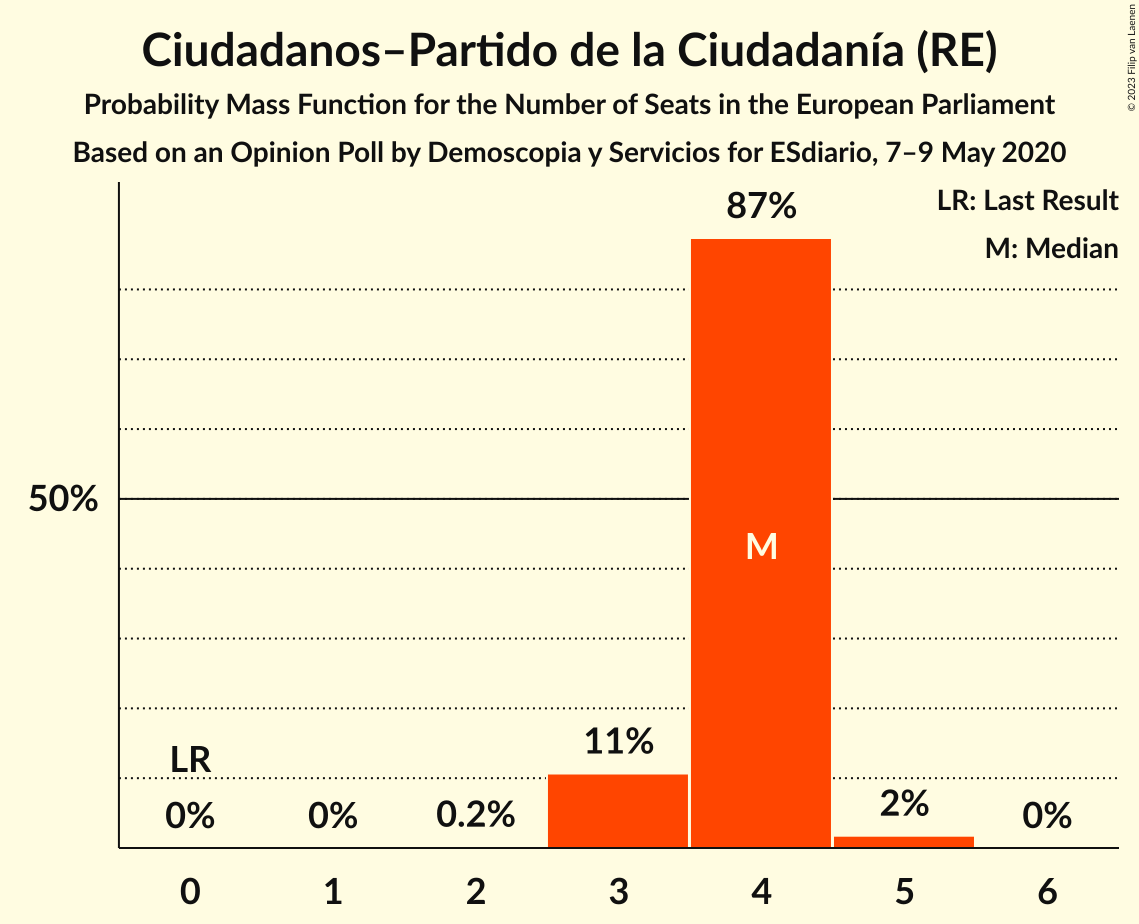 Ciudadanos–Partido de la Ciudadanía (RE)
Probability Mass Function for the Number of Seats in the European Parliament
Based on an Opinion Poll by Demoscopia y Servicios for ESdiario, 7–9 May 2020
© 2023 Filip van Laenen
LR: Last Result
M: Median
87%
50%
M
11%
LR
0% 0% 0.2% 2% 0%
0 1 2 3 4 5 6